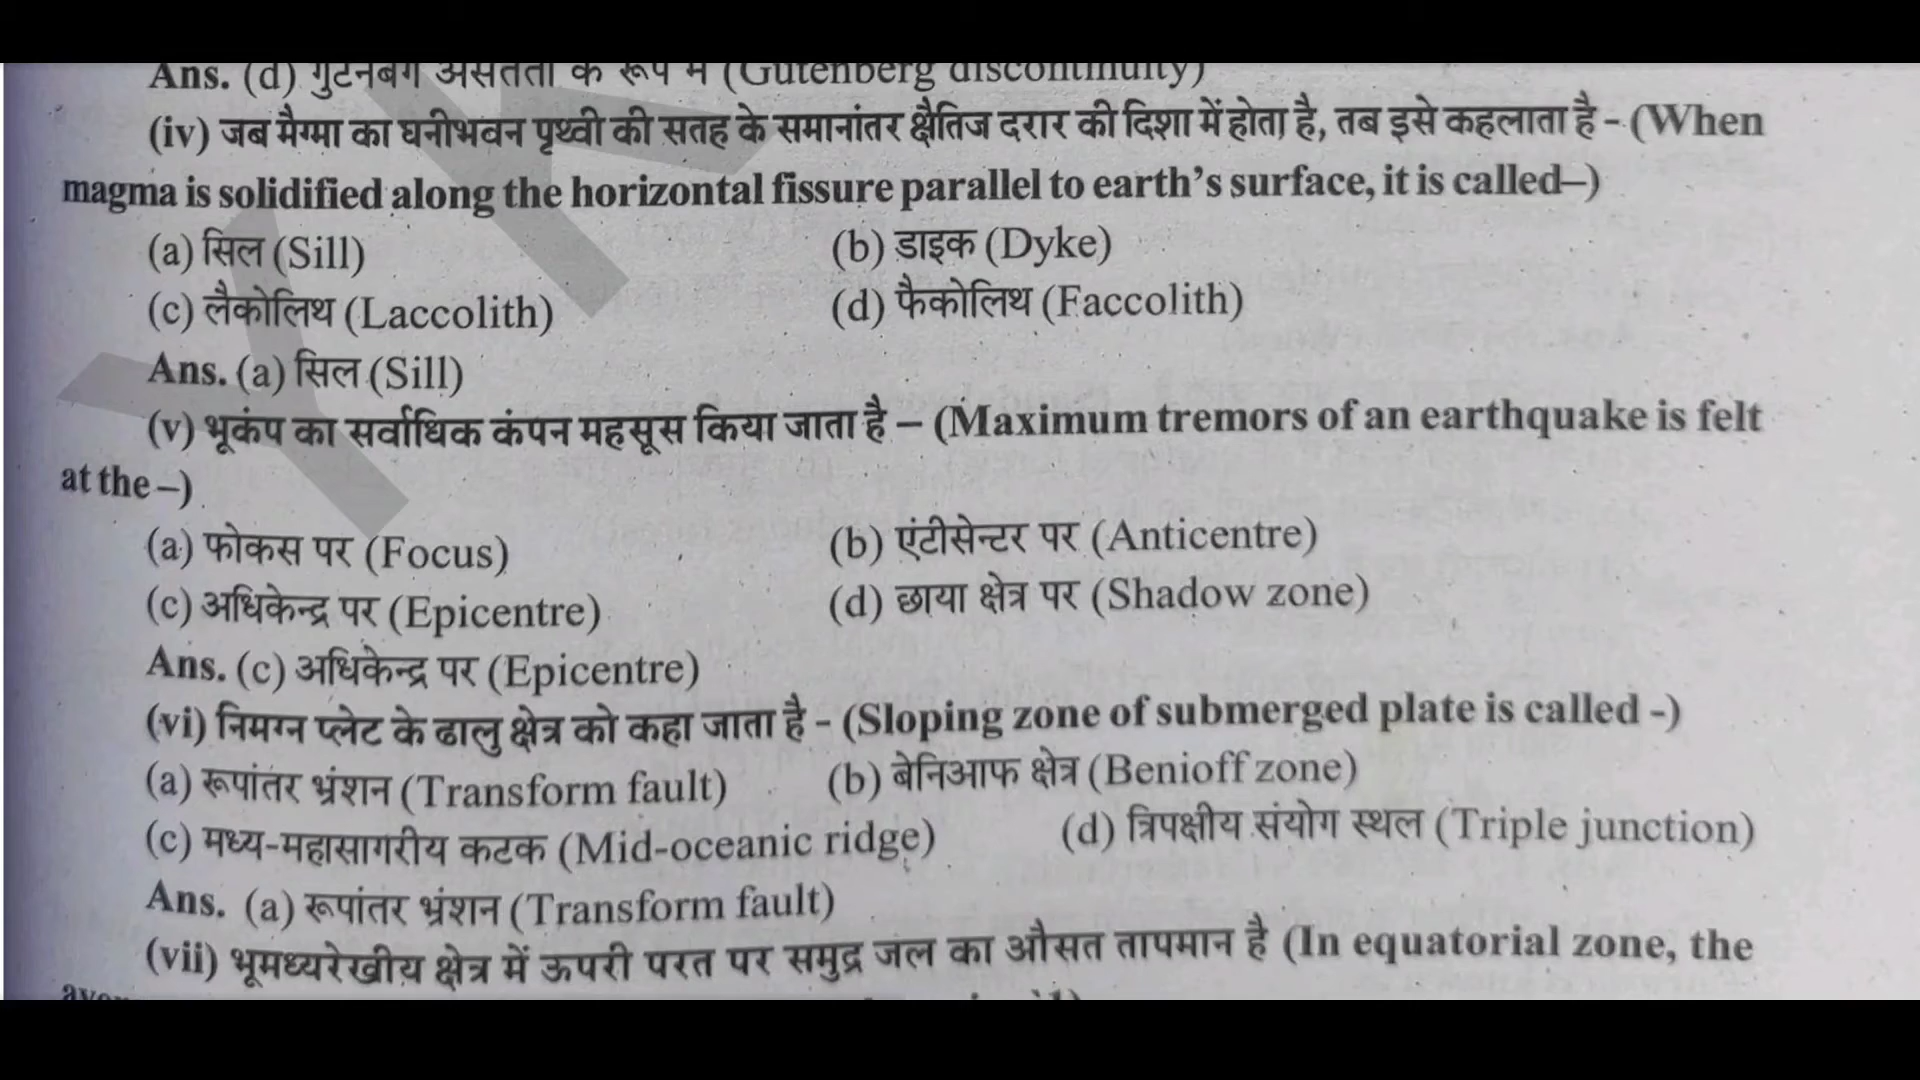 Ans. (d) गुटेनबर्ग असंतता के रूप में (Gutenberg discontinuity)
(iv) जब मैग्मा का घनीभवन पृथ्वी की सतह के समानांतर क्षैतिज दरार की दिशा में होता है, तब इसे कहलाता है - (When
magma is solidified along the horizontal fissure parallel to earth's surface, it is called–)
(a) सिल (Sill) (b) डाइक (Dyke)
(c) लैकोलिथ (Laccolith) (d) फैकोलिथ (Faccolith)
Ans. (a) सिल (Sill)
(v) भूकंप का सर्वाधिक कंपन महसूस किया जाता है – (Maximum tremors of an earthquake is felt
at the –)
(a) फोकस पर (Focus) (b) एंटीसेन्टर पर (Anticentre)
(c) अधिकेन्द्र पर (Epicentre) (d) छाया क्षेत्र पर (Shadow zone)
Ans. (c) अधिकेन्द्र पर (Epicentre)
(vi) निमग्न प्लेट के ढालु क्षेत्र को कहा जाता है - (Sloping zone of submerged plate is called -)
(a) रूपांतर भ्रंशन (Transform fault) (b) बेनिआफ क्षेत्र (Benioff zone)
(c) मध्य-महासागरीय कटक (Mid-oceanic ridge) (d) त्रिपक्षीय संयोग स्थल (Triple junction)
Ans. (a) रूपांतर भ्रंशन (Transform fault)
(vii) भूमध्यरेखीय क्षेत्र में ऊपरी परत पर समुद्र जल का औसत तापमान है (In equatorial zone, the